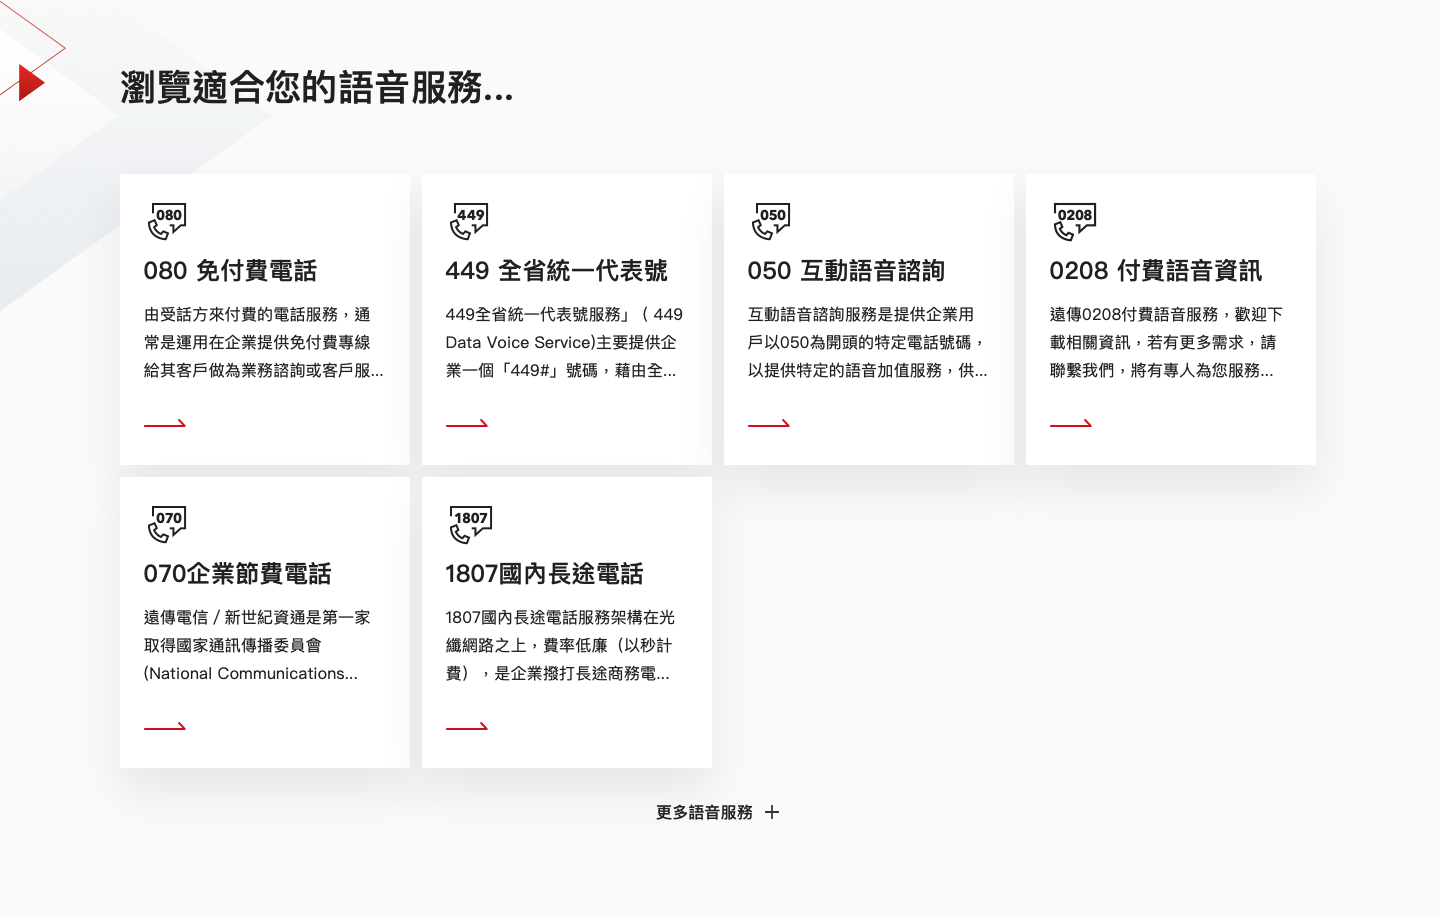 瀏覽適合您的語音服務...
080
080 免付費電話
由受話方來付費的電話服務，通
常是運用在企業提供免付費專線
給其客戶做為業務諮詢或客戶服...
449
449 全省統一代表號
449全省統一代表號服務」（ 449
Data Voice Service)主要提供企
業一個「449#」號碼，藉由全...
050
050 互動語音諮詢
互動語音諮詢服務是提供企業用
戶以050為開頭的特定電話號碼，
以提供特定的語音加值服務，供...
0208
0208 付費語音資訊
遠傳0208付費語音服務，歡迎下
載相關資訊，若有更多需求，請
聯繫我們，將有專人為您服務...
070
070企業節費電話
遠傳電信 / 新世紀資通是第一家
取得國家通訊傳播委員會
(National Communications...
1807
1807國內長途電話
1807國內長途電話服務架構在光
纖網路之上，費率低廉（以秒計
費），是企業撥打長途商務電...
更多語音服務